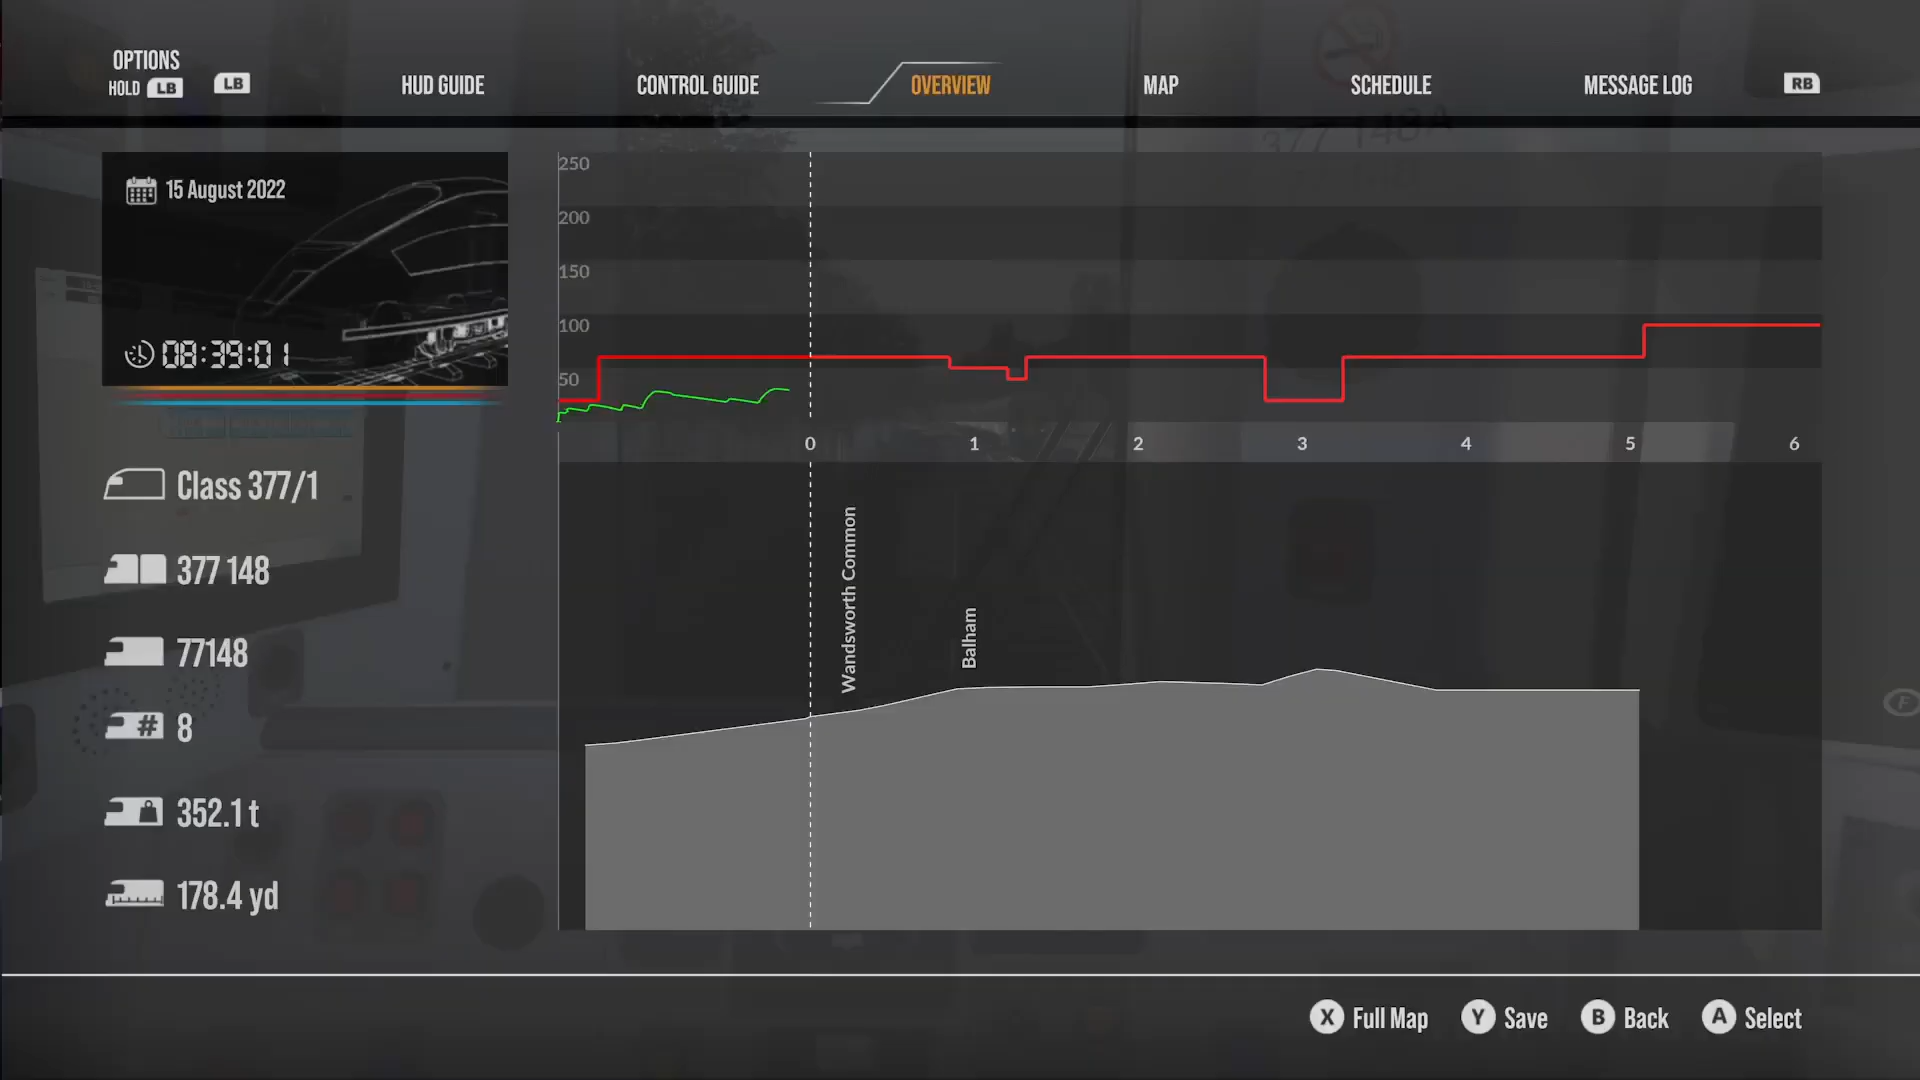 OPTIONS
HOLD LB
LB
HUD GUIDE
CONTROL GUIDE
OVERVIEW
MAP
SCHEDULE
MESSAGE LOG
RB
377 148A
15 August 2022
08:39:01
Class 377/1
377 148
77148
# 8
352.1 t
178.4 yd
250
200
150
100
50
0 1 2 3 4 5 6
Wandsworth Common
Balham
F
X Full Map
Y Save
B Back
A Select